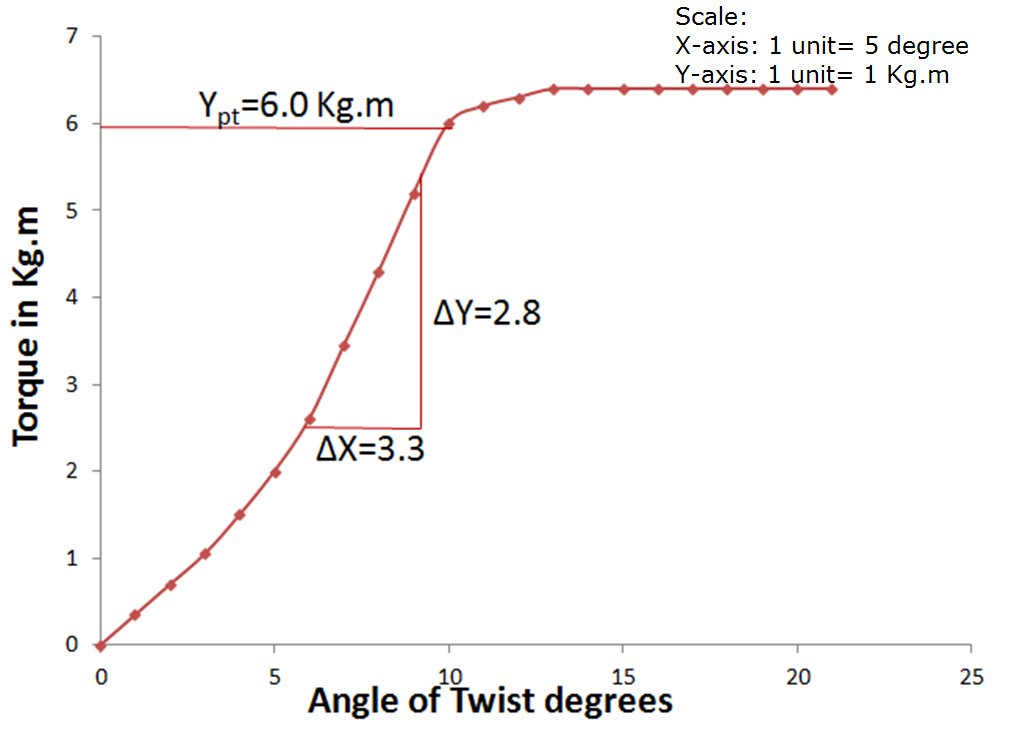 Scale:
X-axis: 1 unit= 5 degree
Y-axis: 1 unit= 1 Kg.m
7
Ypt=6.0 Kg.m
6
5
4
ΔY=2.8
3
ΔX=3.3
2
1
0
0 5 10 15 20 25
Torque in Kg.m
Angle of Twist degrees